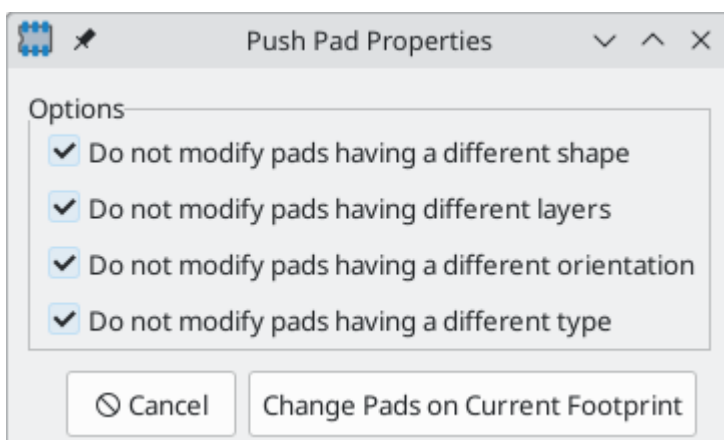 Push Pad Properties
Options
Do not modify pads having a different shape
Do not modify pads having different layers
Do not modify pads having a different orientation
Do not modify pads having a different type
Cancel Change Pads on Current Footprint